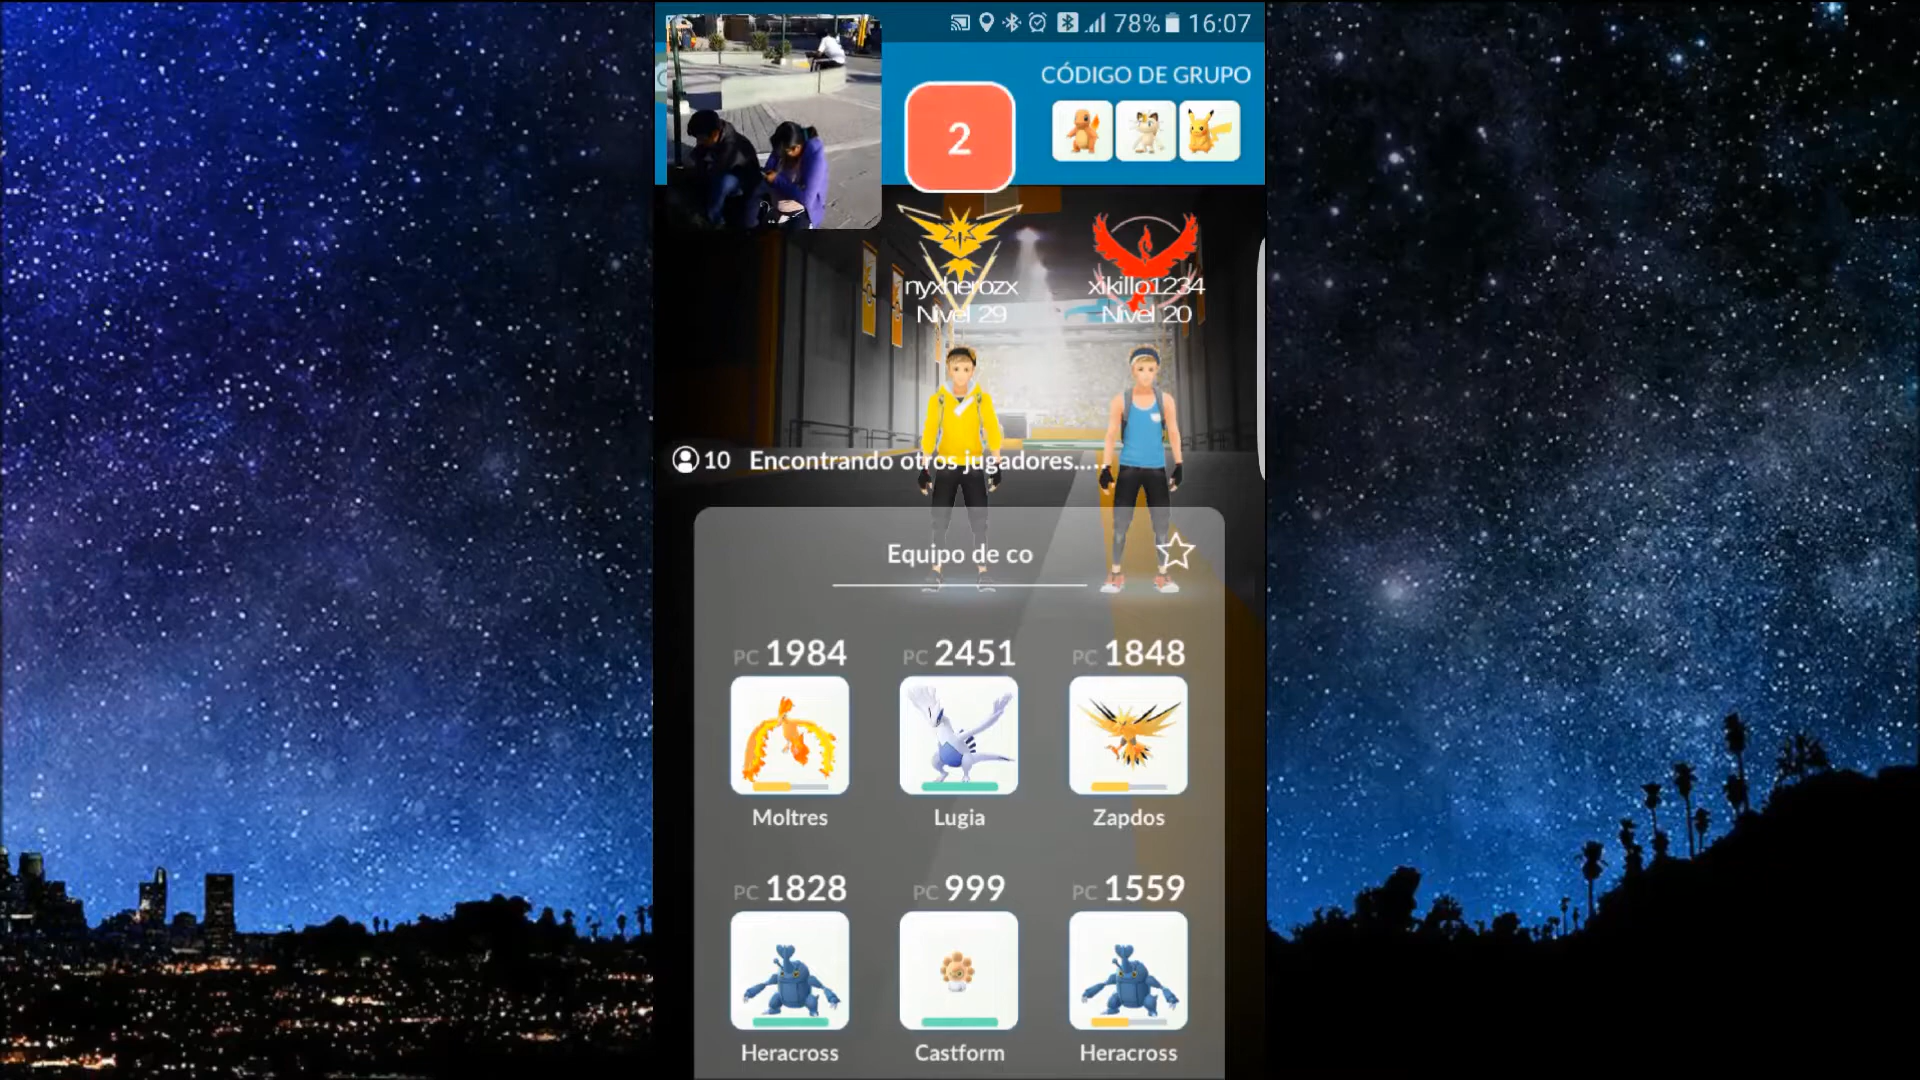 78% 16:07
CÓDIGO DE GRUPO
2
nyxherozx
Nivel 29
xikillo1234
Nivel 20
10 Encontrando otros jugadores.....
Equipo de co
PC 1984
PC 2451
PC 1848
Moltres
Lugia
Zapdos
PC 1828
PC 999
PC 1559
Heracross
Castform
Heracross